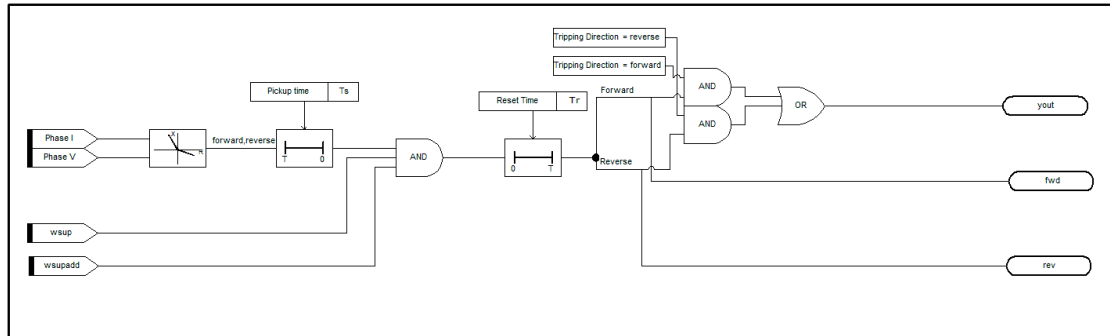 Tripping Direction = reverse
Tripping Direction = forward
Pickup time Ts
Reset Time Tr
AND
Forward
OR
yout
AND
Phase I
Phase V
X
R
forward,reverse
T 0
AND
0 T
Reverse
fwd
wsup
wsupadd
rev